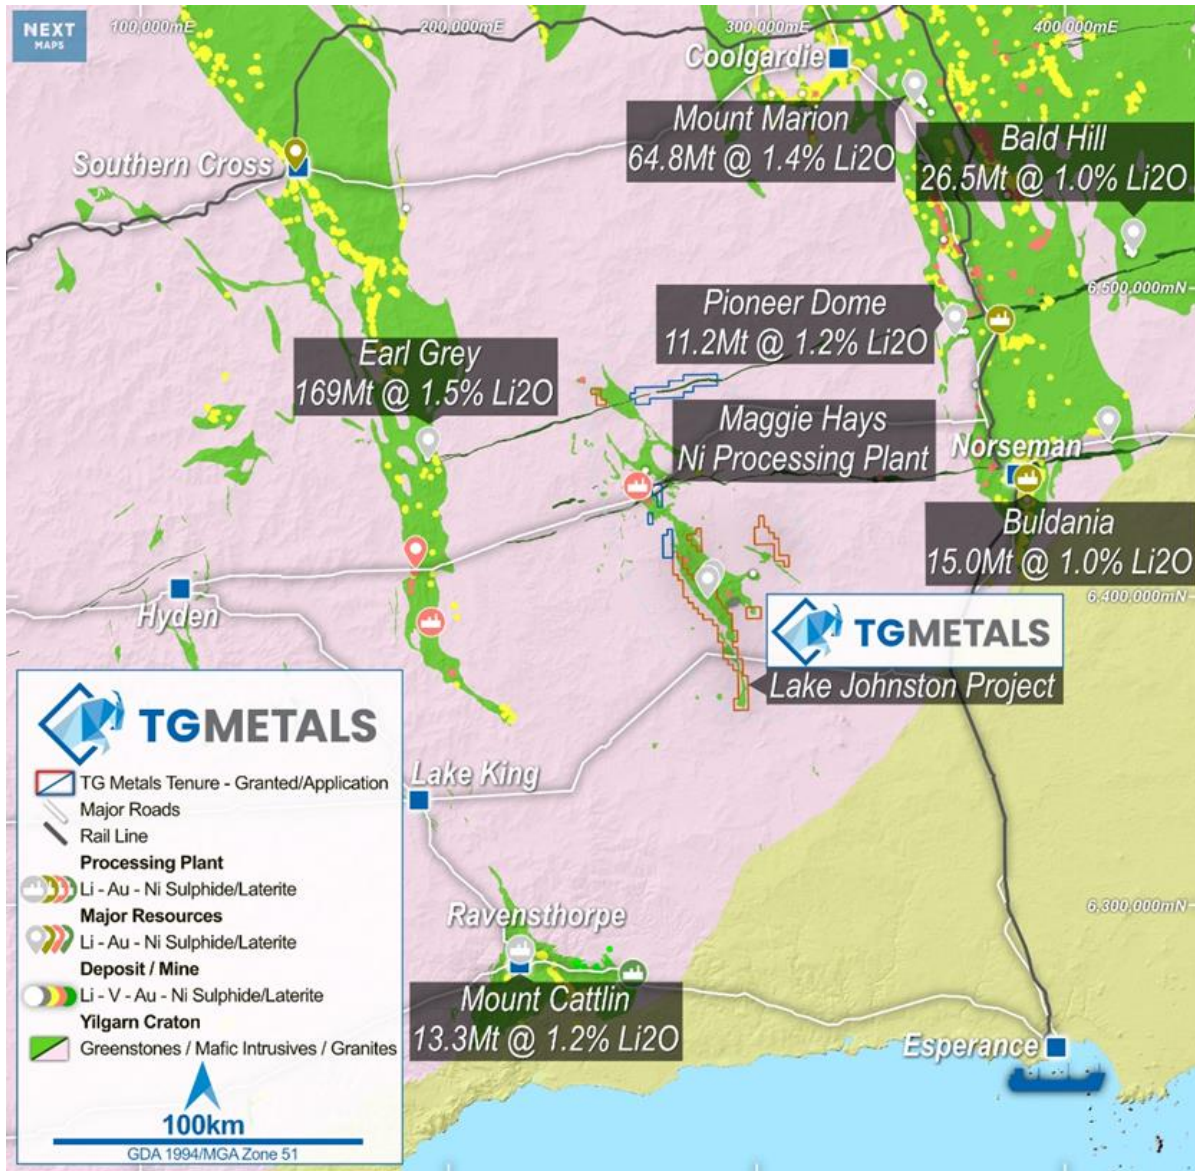 NEXT
MAPS
100,000mE
200,000mE
300,000mE
400,000mE
Coolgardie
Mount Marion
64.8Mt @ 1.4% Li2O
Bald Hill
26.5Mt @ 1.0% Li2O
Southern Cross
6,500,000mN
Pioneer Dome
11.2Mt @ 1.2% Li2O
Earl Grey
169Mt @ 1.5% Li2O
Maggie Hays
Ni Processing Plant
Norseman
Buldania
15.0Mt @ 1.0% Li2O
Hyden
6,400,000mN
TGMETALS
Lake Johnston Project
TGMETALS
TG Metals Tenure - Granted/Application
Major Roads
Rail Line
Processing Plant
Li - Au - Ni Sulphide/Laterite
Major Resources
Li - Au - Ni Sulphide/Laterite
Deposit / Mine
Li - V - Au - Ni Sulphide/Laterite
Yilgarn Craton
Greenstones / Mafic Intrusives / Granites
100km
GDA 1994/MGA Zone 51
Lake King
6,300,000mN
Ravensthorpe
Mount Cattlin
13.3Mt @ 1.2% Li2O
Esperance